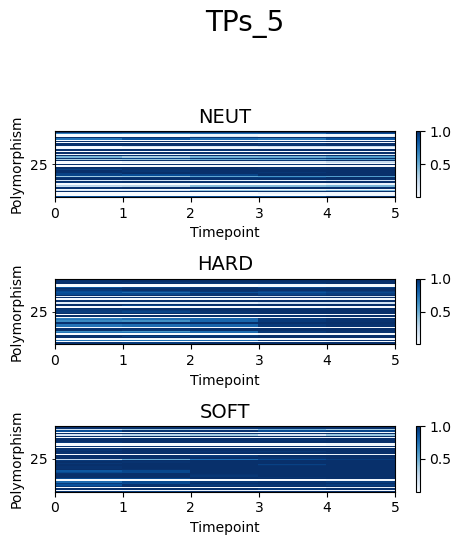 TPs_5
NEUT
Polymorphism
25
1.0
0.5
0 1 2 3 4 5
Timepoint
HARD
Polymorphism
25
1.0
0.5
0 1 2 3 4 5
Timepoint
SOFT
Polymorphism
25
1.0
0.5
0 1 2 3 4 5
Timepoint